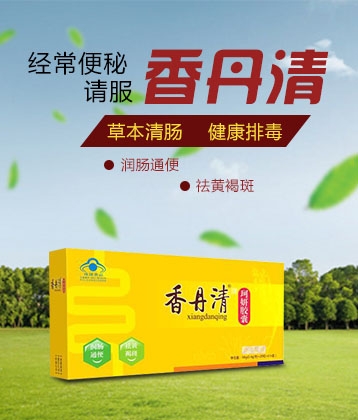 经常便秘
请服
香丹清
草本清肠 健康排毒
润肠通便
祛黄褐斑
香丹清
xiangdanqing
珂妍胶囊
润肠
通便
祛黄
褐斑